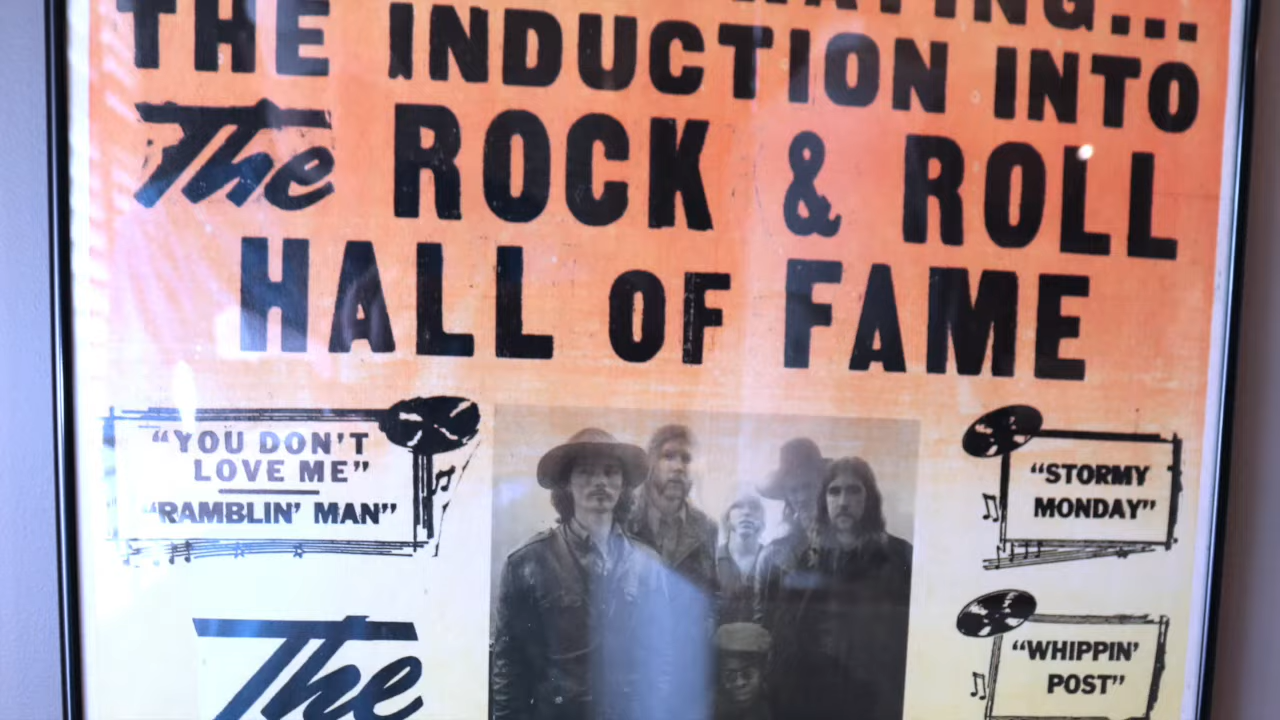 THE INDUCTION INTO
The ROCK & ROLL
HALL OF FAME
“YOU DON’T
LOVE ME”
“RAMBLIN’ MAN”
“STORMY
MONDAY”
“WHIPPIN’
POST”
The